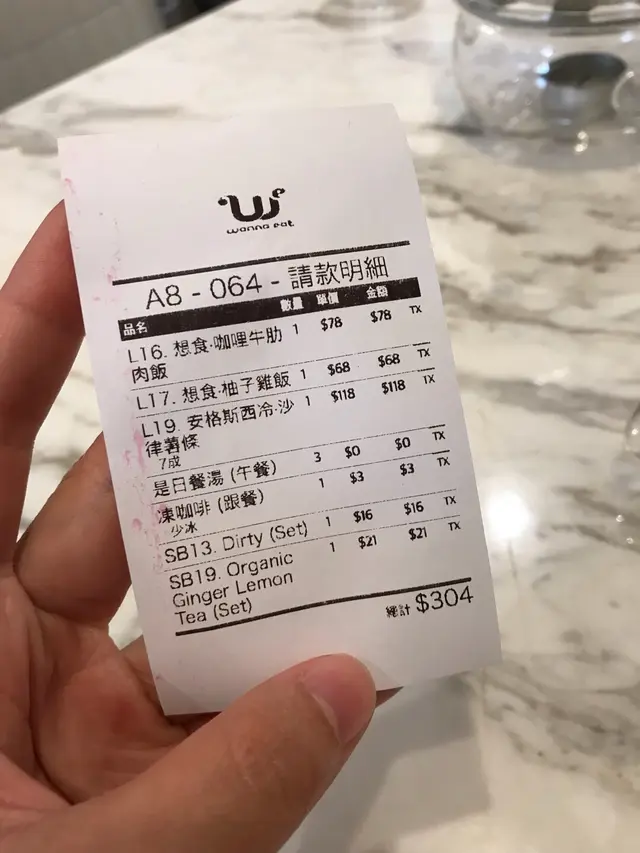 wanna eat
A8 - 064 - 請款明細
品名 數量 單價 金額
L16. 想食‧咖哩牛肋 1 $78 $78 TX
肉飯
L17. 想食‧柚子雞飯 1 $68 $68 TX
L19. 安格斯西冷‧沙 1 $118 $118 TX
律薯條
7成
是日餐湯 (午餐) 3 $0 $0 TX
凍咖啡 (跟餐) 1 $3 $3 TX
少冰
SB13. Dirty (Set) 1 $16 $16 TX
SB19. Organic 1 $21 $21 TX
Ginger Lemon
Tea (Set)
總計 $304